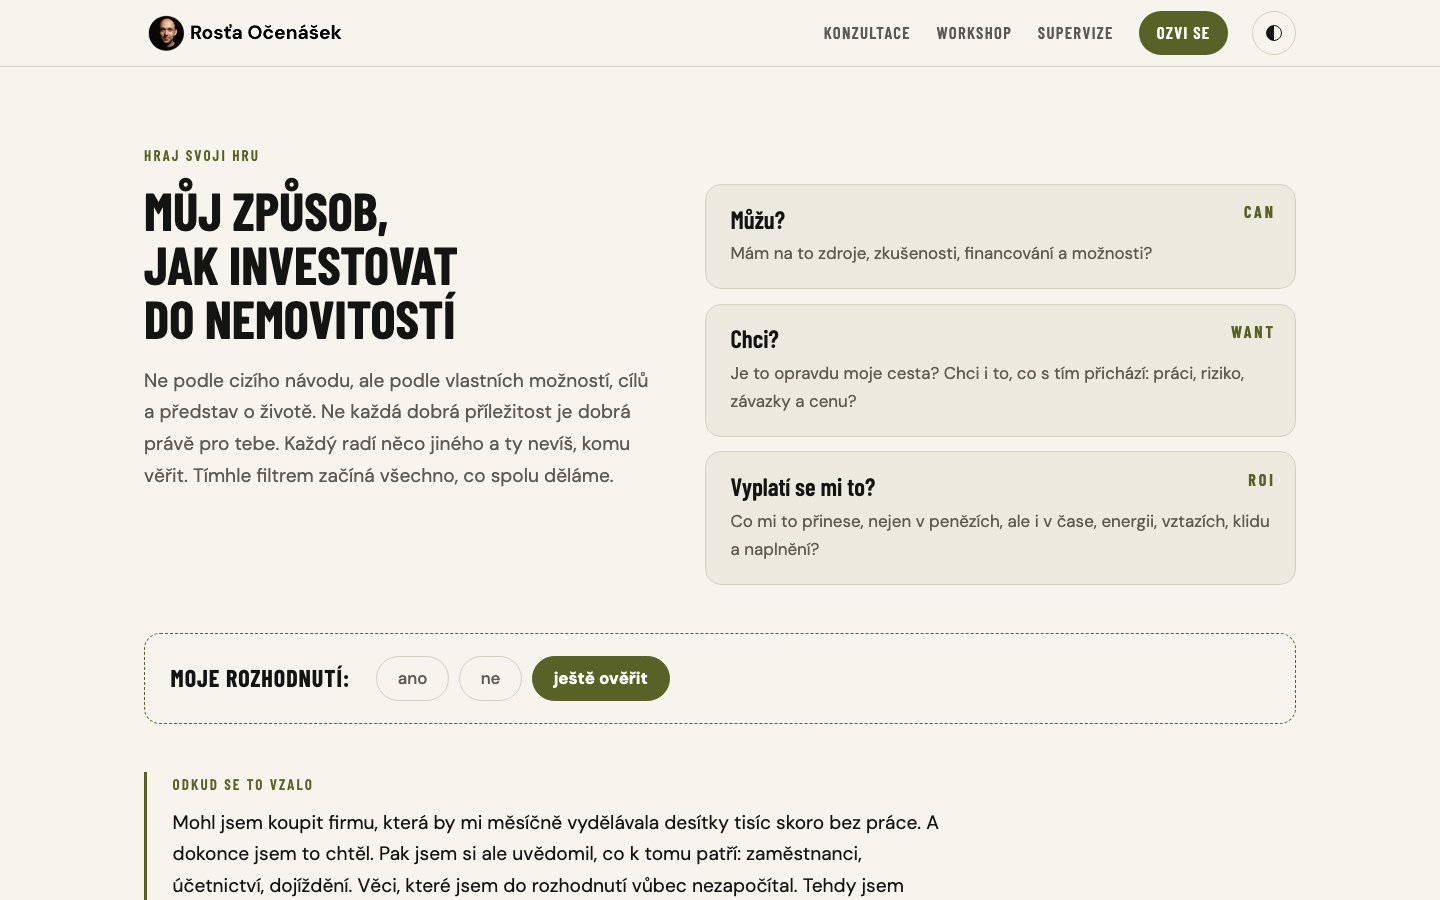 Rosťa Očenášek
KONZULTACE
WORKSHOP
SUPERVIZE
OZVI SE
HRAJ SVOJI HRU
MŮJ ZPŮSOB,
JAK INVESTOVAT
DO NEMOVITOSTÍ
Ne podle cizího návodu, ale podle vlastních možností, cílů
a představ o životě. Ne každá dobrá příležitost je dobrá
právě pro tebe. Každý radí něco jiného a ty nevíš, komu
věřit. Tímhle filtrem začíná všechno, co spolu děláme.
Můžu?
CAN
Mám na to zdroje, zkušenosti, financování a možnosti?
Chci?
WANT
Je to opravdu moje cesta? Chci i to, co s tím přichází: práci, riziko,
závazky a cenu?
Vyplatí se mi to?
ROI
Co mi to přinese, nejen v penězích, ale i v čase, energii, vztazích, klidu
a naplnění?
MOJE ROZHODNUTÍ:
ano
ne
ještě ověřit
ODKUD SE TO VZALO
Mohl jsem koupit firmu, která by mi měsíčně vydělávala desítky tisíc skoro bez práce. A
dokonce jsem to chtěl. Pak jsem si ale uvědomil, co k tomu patří: zaměstnanci,
účetnictví, dojíždění. Věci, které jsem do rozhodnutí vůbec nezapočítal. Tehdy jsem